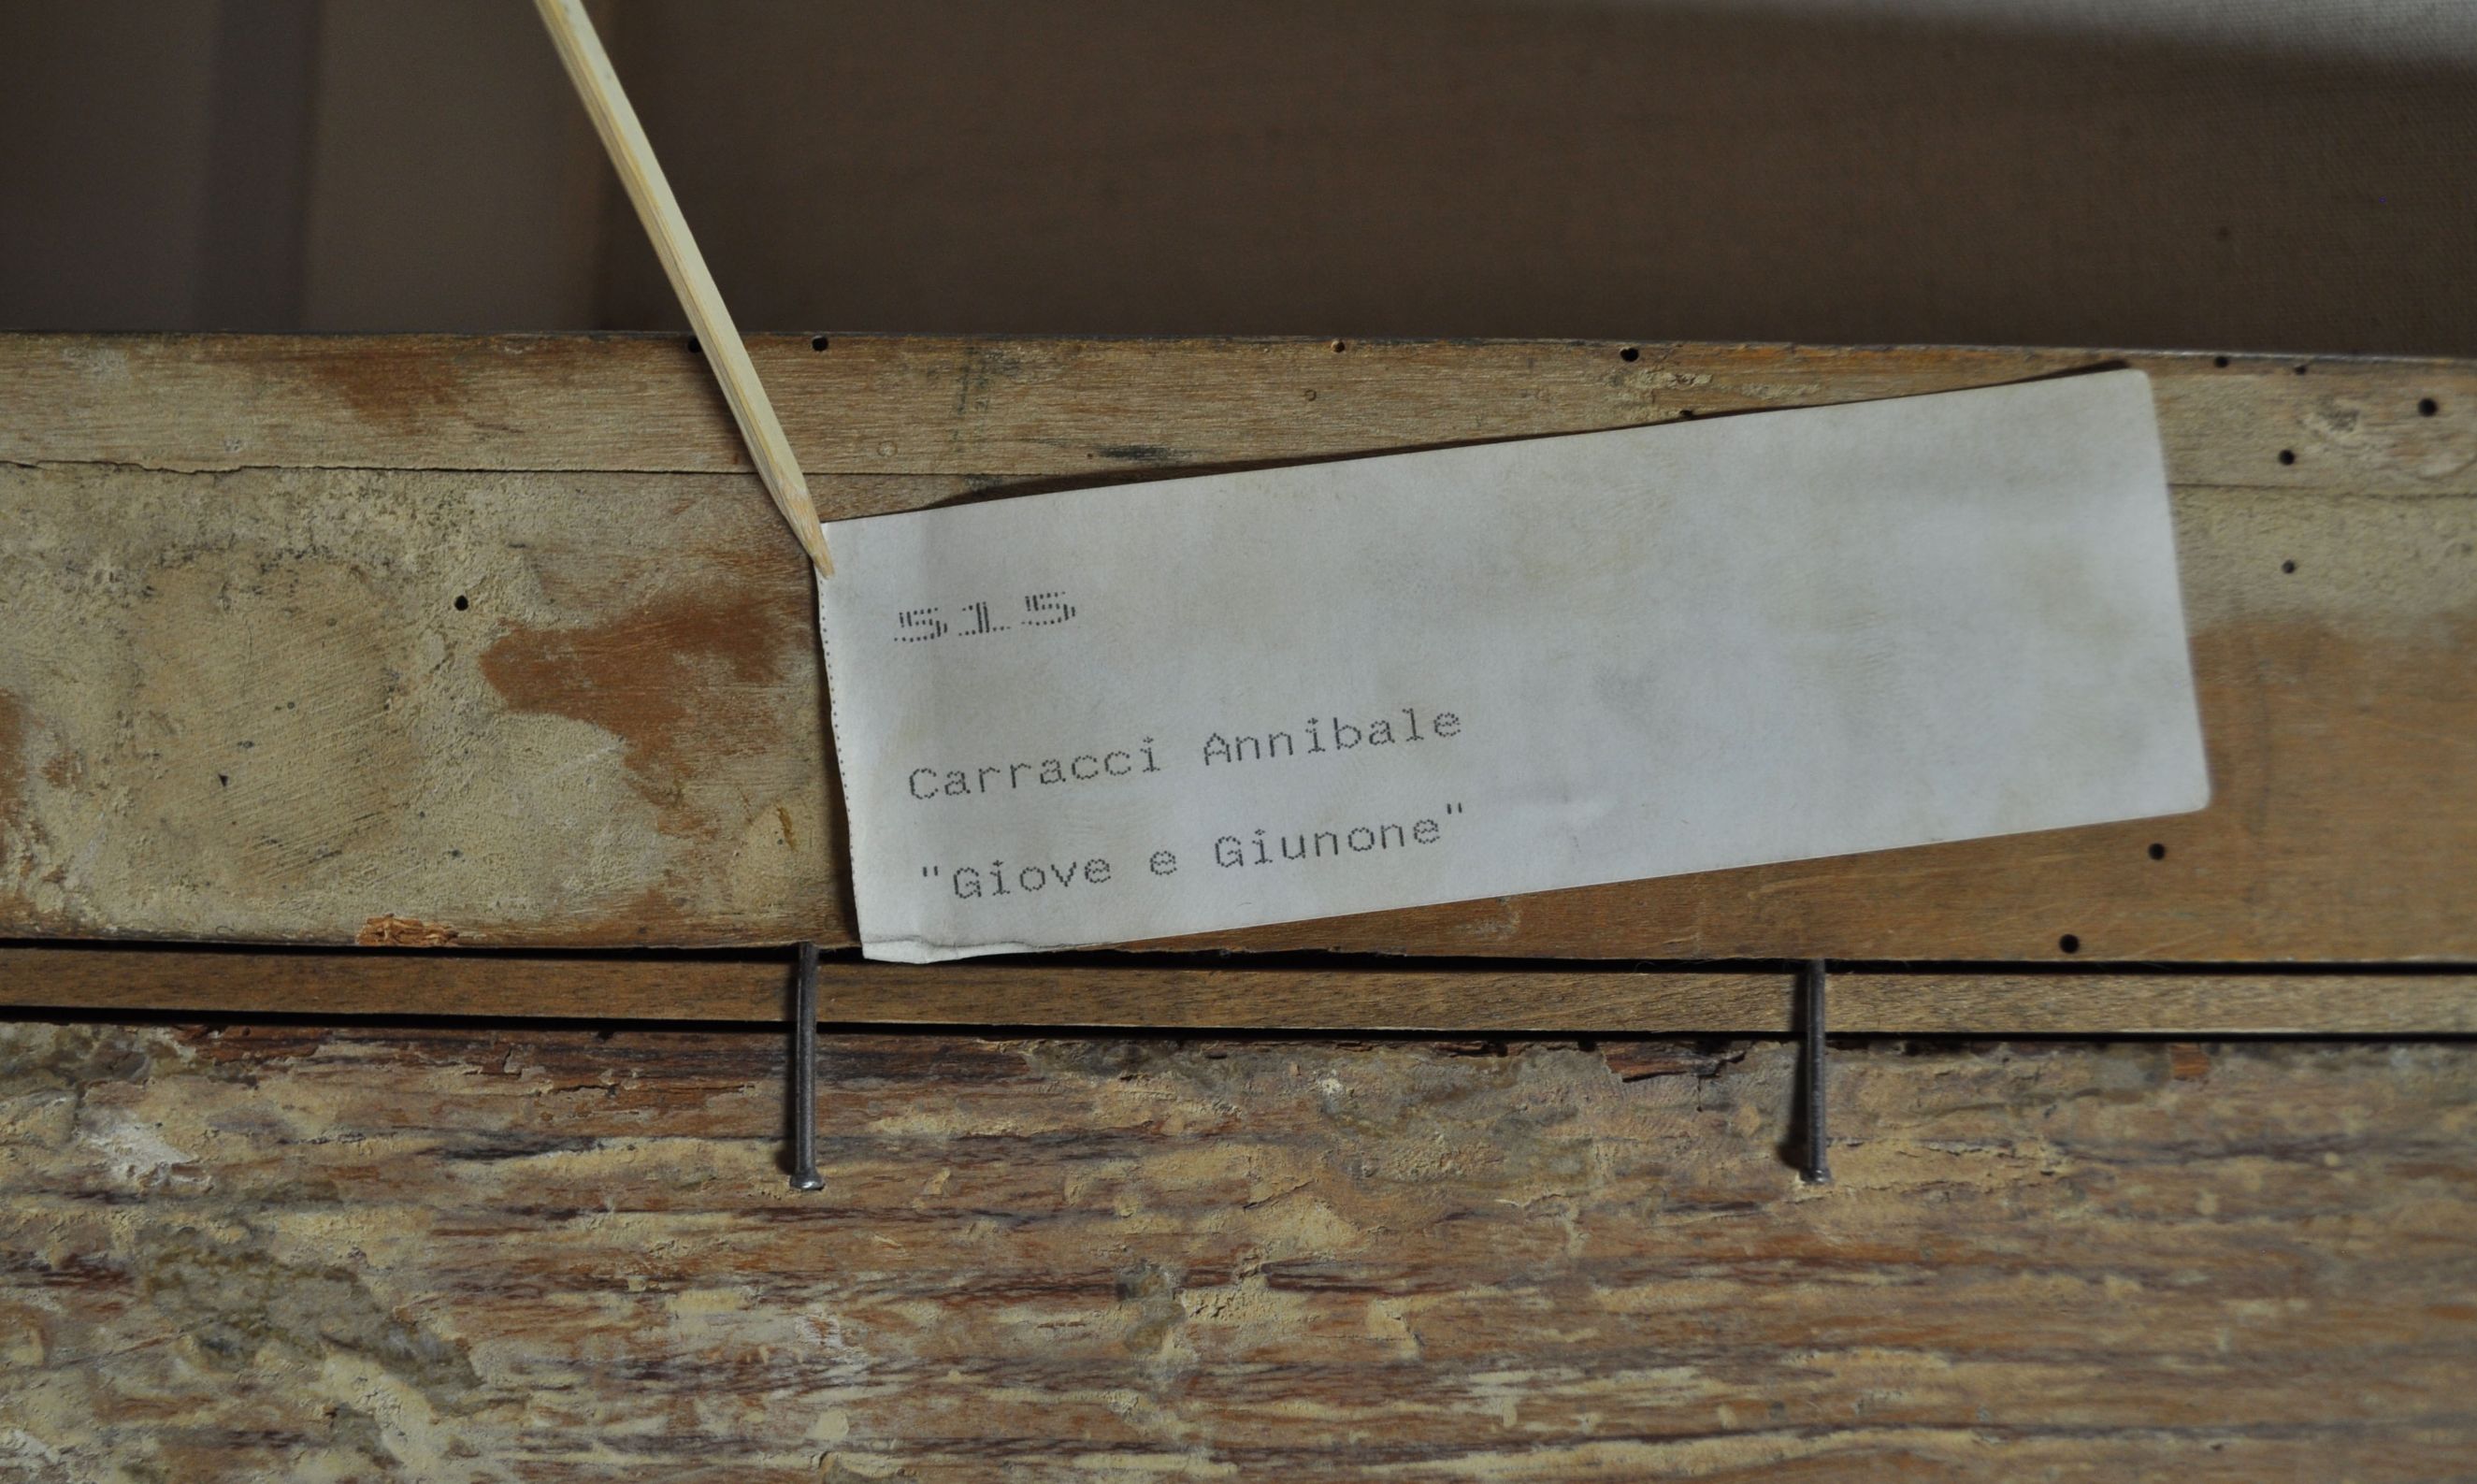 515
Carracci Annibale
"Giove e Giunone"